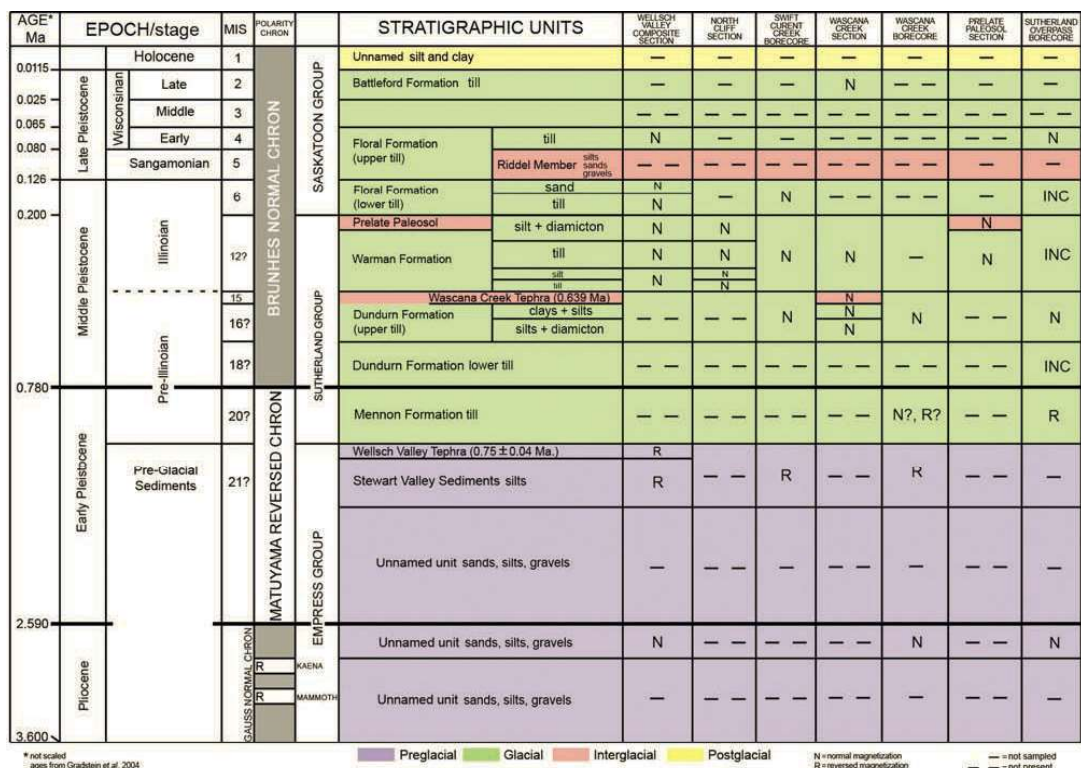 AGE* Ma EPOCH/stage MIS POLARITY CHRON STRATIGRAPHIC UNITS WELLSCH VALLEY COMPOSITE SECTION NORTH CLIFF SECTION SWIFT CURENT CREEK BORECORE WASCANA CREEK SECTION WASCANA CREEK BORECORE PRELATE PALEOSOL SECTION SUTHERLAND OVERPASS BORECORE
Holocene 1 Unnamed silt and clay — — — — — — —
0.0115
Late 2 Battleford Formation till — — — N — — — —
0.025
Middle 3 — — — — — — — — — — — — — —
0.065
Early 4 Floral Formation (upper till) till N — — — — — — N
0.080
Sangamonian 5 Riddel Member silts sands gravels — — — — — — — — — — — —
0.126
6 Floral Formation (lower till) sand N
till N — N — — — — INC
0.200
Late Pleistocene
Wisconsinan
BRUNHES NORMAL CHRON
SASKATOON GROUP
Prelate Paleosol silt + diamicton N N N
12? Warman Formation till N N N N — N INC
silt N N
till N
15 Wascana Creek Tephra (0.639 Ma) N
16? Dundurn Formation (upper till) clays + silts N
silts + diamicton — — — — N N N — — N
18? Dundurn Formation lower till — — — — — — — — — — — — INC
0.780
Middle Pleistocene
Illinoian
Pre-Illinoian
SUTHERLAND GROUP
20? Mennon Formation till — — — — — — — — N?, R? — — R
Wellsch Valley Tephra (0.75 ± 0.04 Ma.) R
Pre-Glacial Sediments 21? Stewart Valley Sediments silts R — — R — — R — — —
Unnamed unit sands, silts, gravels — — — — — — — — — —
Early Pleistocene
MATUYAMA REVERSED CHRON
EMPRESS GROUP
2.590
Unnamed unit sands, silts, gravels N — — — — — — N — — N
R KAENA
R MAMMOTH Unnamed unit sands, silts, gravels — — — — — — — — — — —
Pliocene
GAUSS NORMAL CHRON
3.600
* not scaled
ages from Gradstein et al. 2004
Preglacial Glacial Interglacial Postglacial
N = normal magnetization — = not sampled
R = reversed magnetization — — = not present